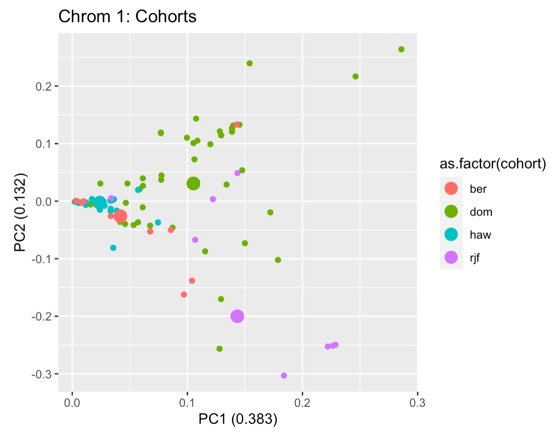 Chrom 1: Cohorts
0.2
0.1
0.0
-0.1
-0.2
-0.3
PC2 (0.132)
0.0 0.1 0.2 0.3
PC1 (0.383)
as.factor(cohort)
ber
dom
haw
rjf